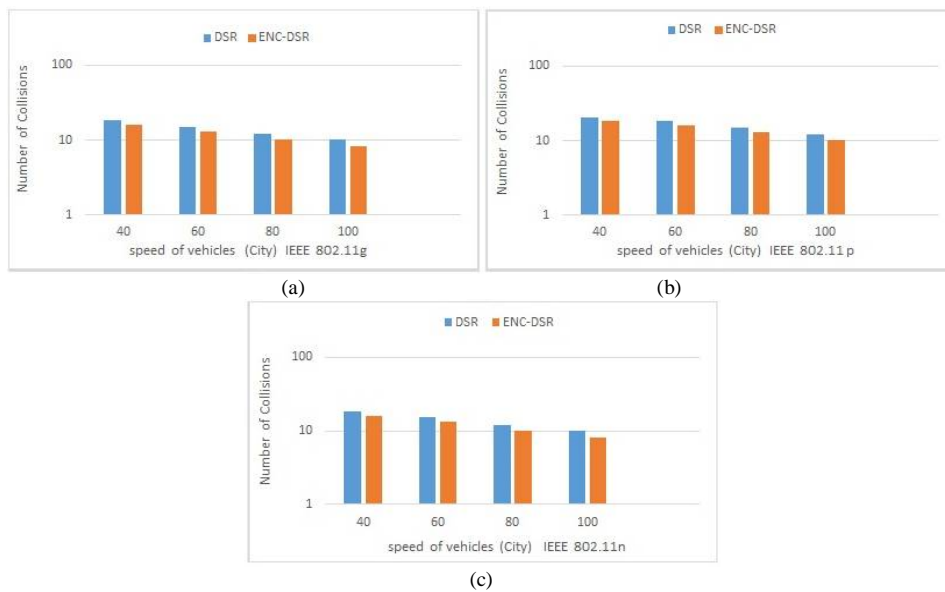 DSR ENC-DSR
Number of Collisions
100
10
1
40 60 80 100
speed of vehicles (City) IEEE 802.11g
(a)
DSR ENC-DSR
Number of Collisions
100
10
1
40 60 80 100
speed of vehicles (City) IEEE 802.11 p
(b)
DSR ENC-DSR
Number of Collisions
100
10
1
40 60 80 100
speed of vehicles (City) IEEE 802.11n
(c)